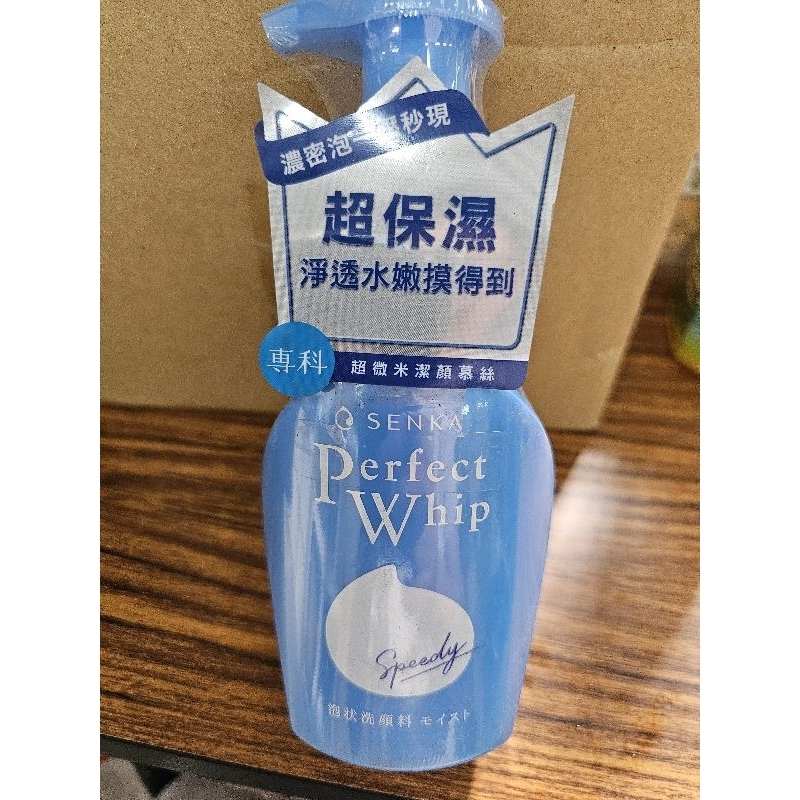 濃密泡 秒現
超保濕
淨透水嫩摸得到
専科
超微米潔顏慕絲
SENKA
Perfect
Whip
Speedy
泡状洗顔料 モイスト